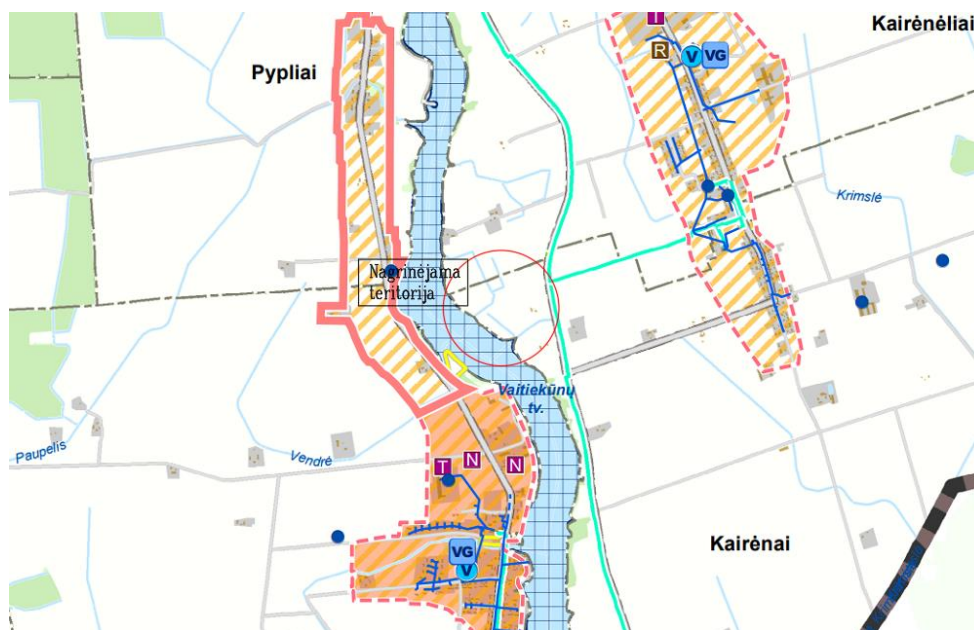 T
Kairėnėliai
R
V
VG
Pypliai
Krimslė
Nagrinėjama
teritorija
Vaitiekūnų
tv.
Paupelis
Vendrė
T
N
N
Kairėnai
VG
V